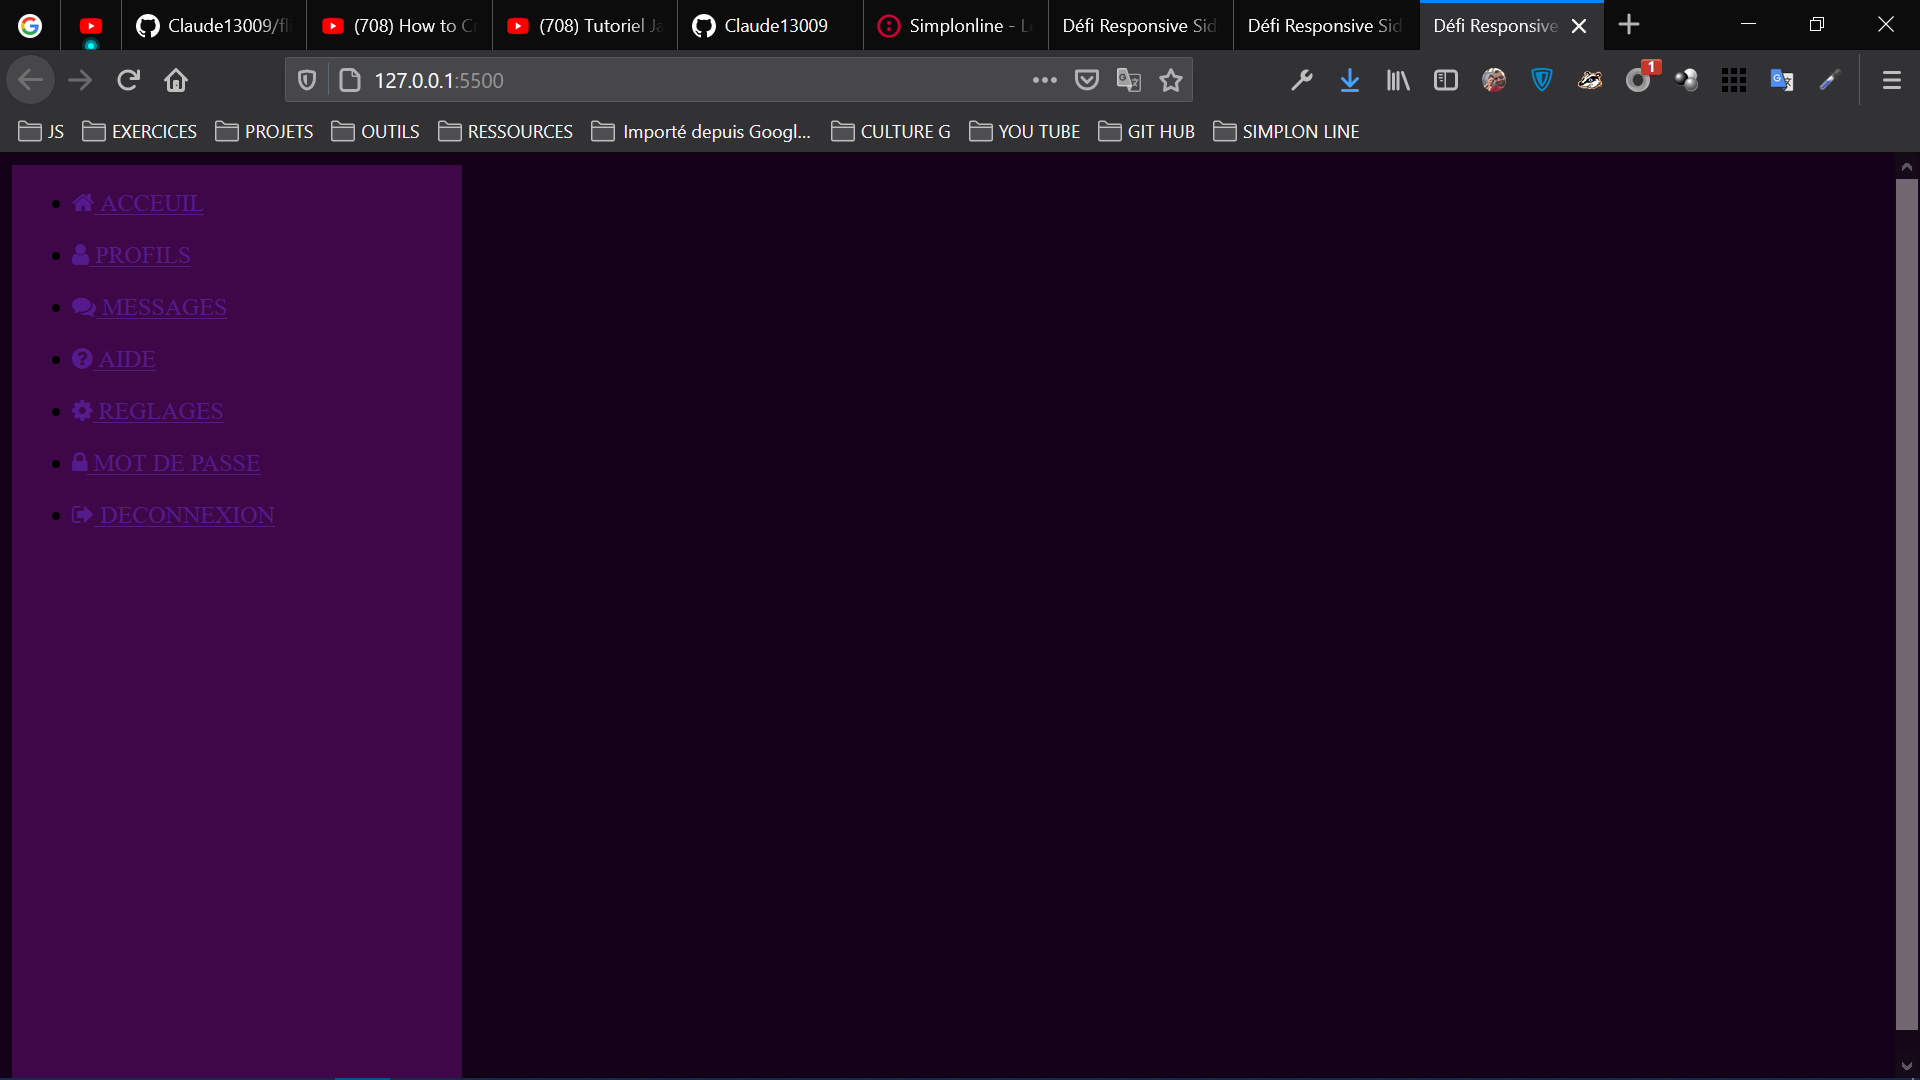 Claude13009/fl
(708) How to C
(708) Tutoriel Ja
Claude13009
Simplonline - L
Défi Responsive Sid
Défi Responsive Sid
Défi Responsive
127.0.0.1:5500
1
JS
EXERCICES
PROJETS
OUTILS
RESSOURCES
Importé depuis Googl...
CULTURE G
YOU TUBE
GIT HUB
SIMPLON LINE
ACCEUIL
PROFILS
MESSAGES
AIDE
REGLAGES
MOT DE PASSE
DECONNEXION